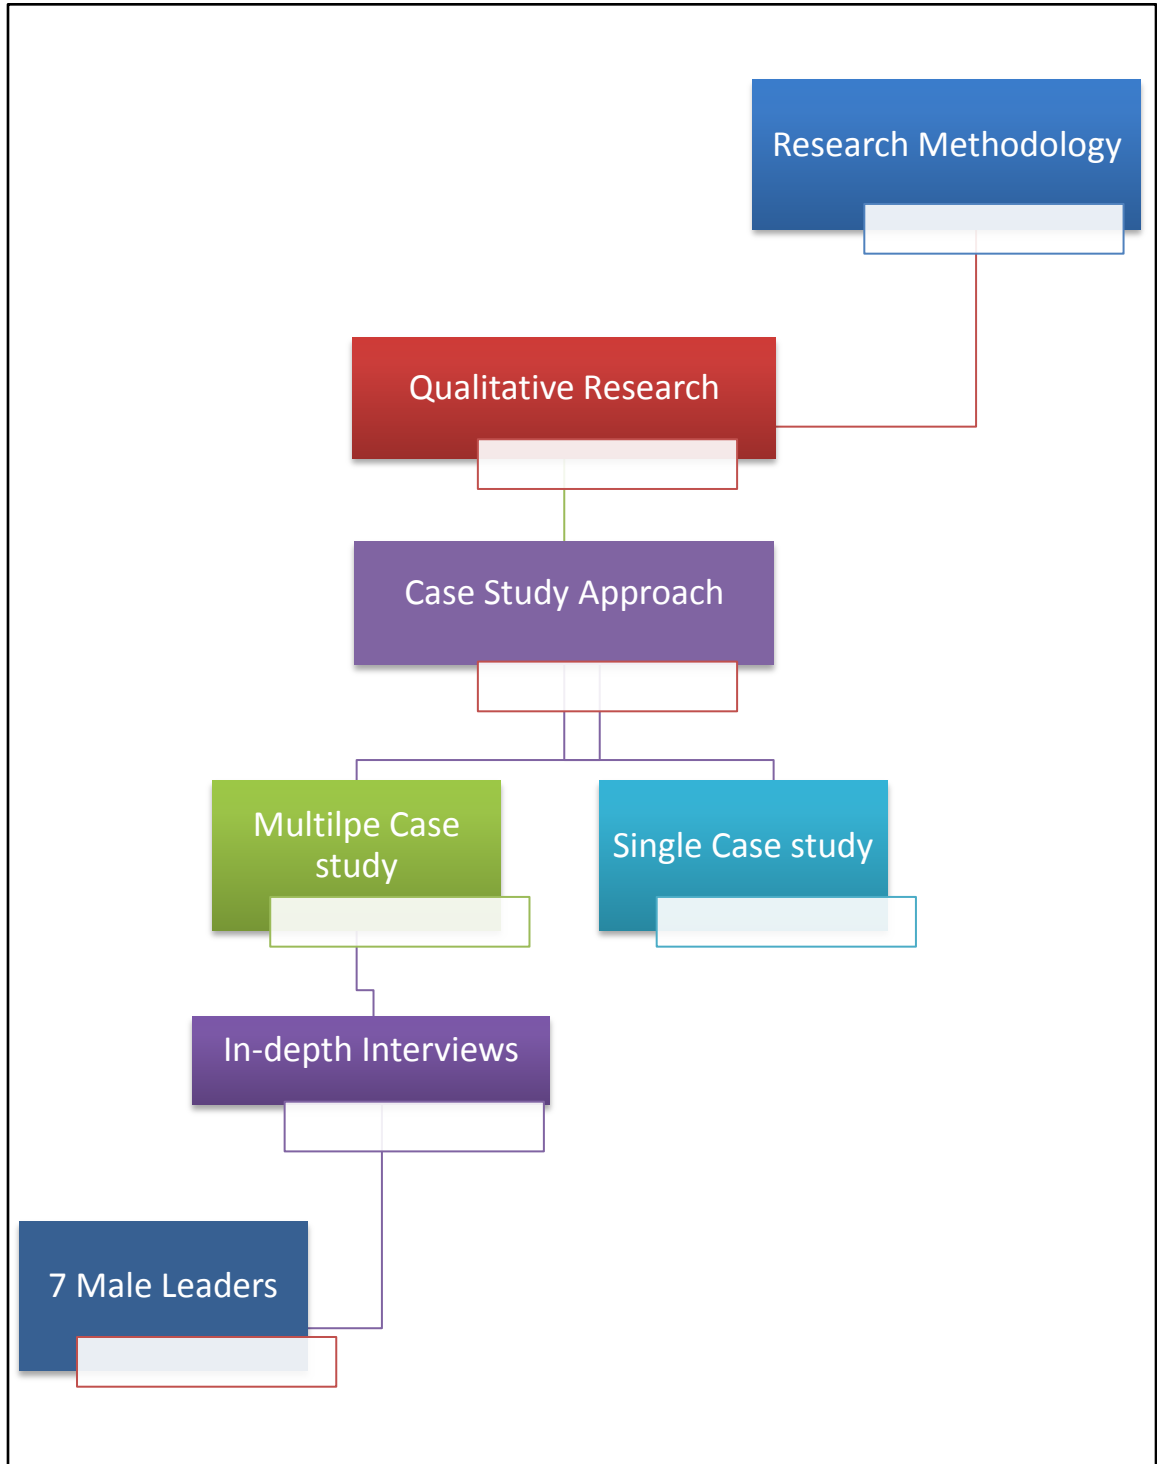 Research Methodology
Qualitative Research
Case Study Approach
Multilpe Case
study
Single Case study
In-depth Interviews
7 Male Leaders